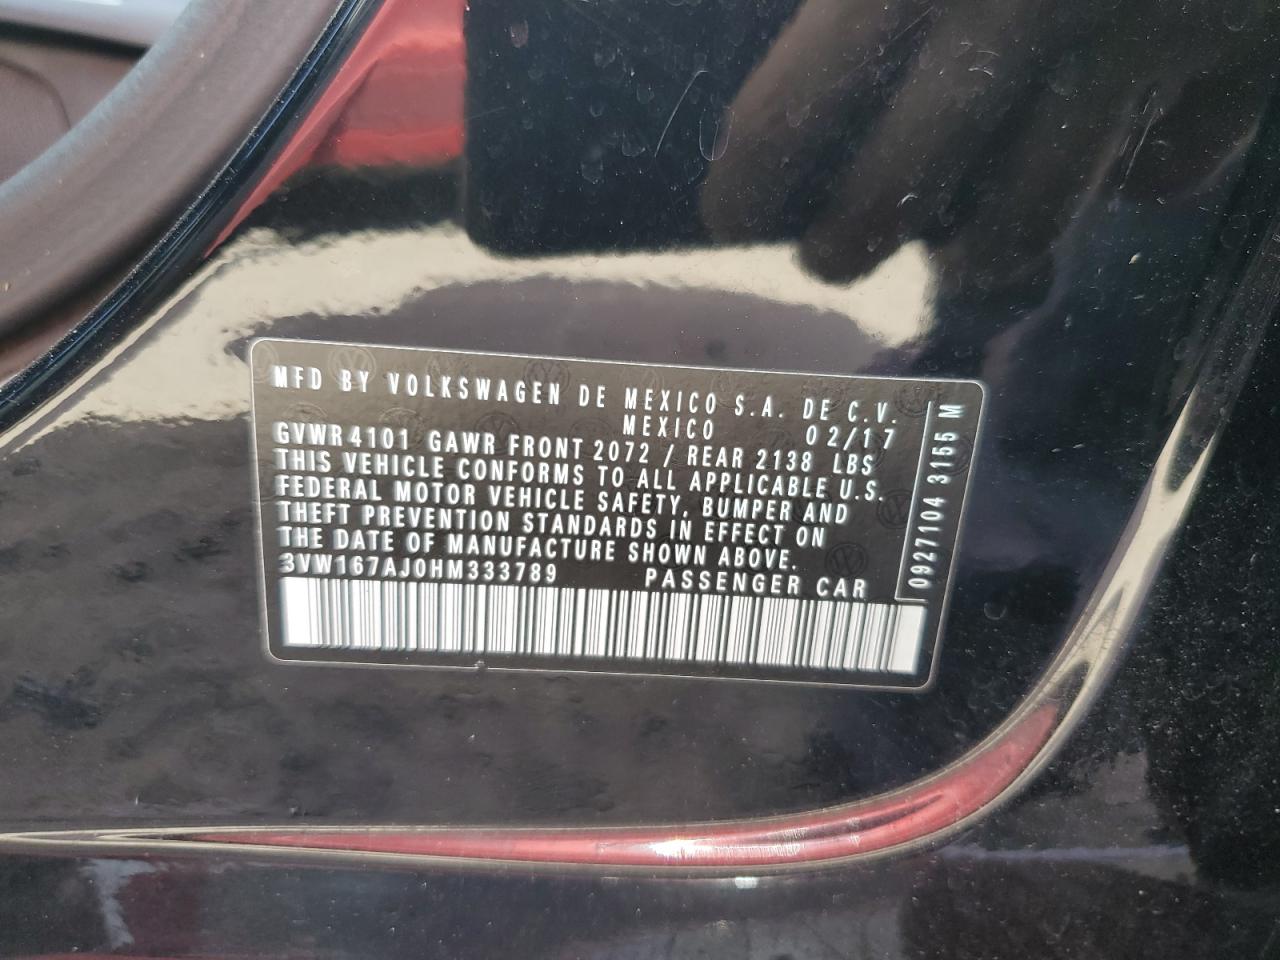 MFD BY VOLKSWAGEN DE MEXICO S.A. DE C.V.
MEXICO 02/17
GVWR 4101 GAWR FRONT 2072 / REAR 2138 LBS
THIS VEHICLE CONFORMS TO ALL APPLICABLE U.S.
FEDERAL MOTOR VEHICLE SAFETY, BUMPER AND
THEFT PREVENTION STANDARDS IN EFFECT ON
THE DATE OF MANUFACTURE SHOWN ABOVE.
3VW167AJ0HM333789 PASSENGER CAR
0927104 3155 M